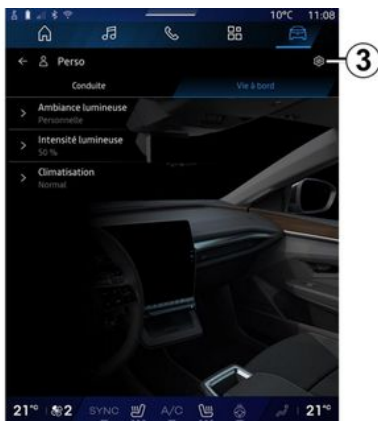 10°C 11:08
← Perso
3
Conduite
Vie à bord
> Ambiance lumineuse
Personnelle
> Intensité lumineuse
50 %
> Climatisation
Normal
21°° 2 SYNC A/C 21°°